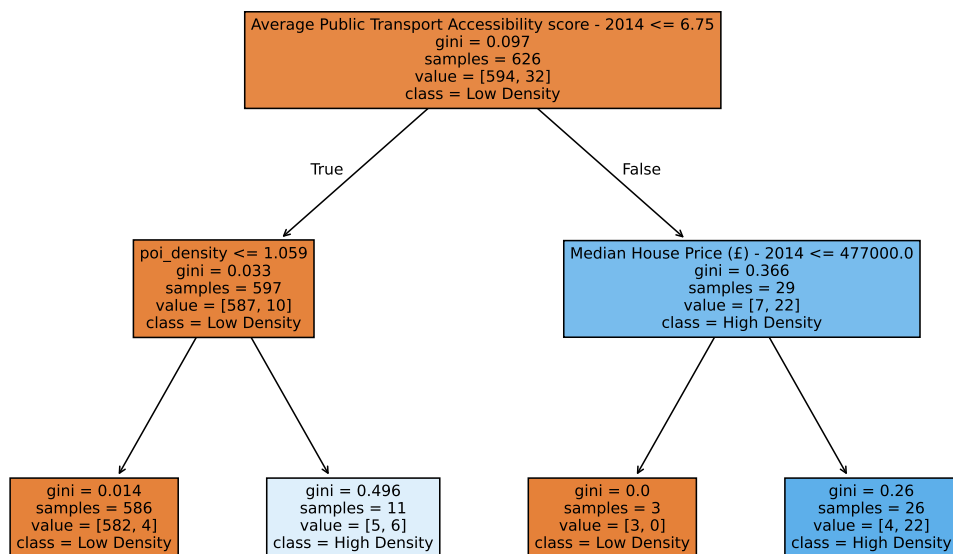 Average Public Transport Accessibility score - 2014 <= 6.75
gini = 0.097
samples = 626
value = [594, 32]
class = Low Density
True
False
poi_density <= 1.059
gini = 0.033
samples = 597
value = [587, 10]
class = Low Density
Median House Price (£) - 2014 <= 477000.0
gini = 0.366
samples = 29
value = [7, 22]
class = High Density
gini = 0.014
samples = 586
value = [582, 4]
class = Low Density
gini = 0.496
samples = 11
value = [5, 6]
class = High Density
gini = 0.0
samples = 3
value = [3, 0]
class = Low Density
gini = 0.26
samples = 26
value = [4, 22]
class = High Density